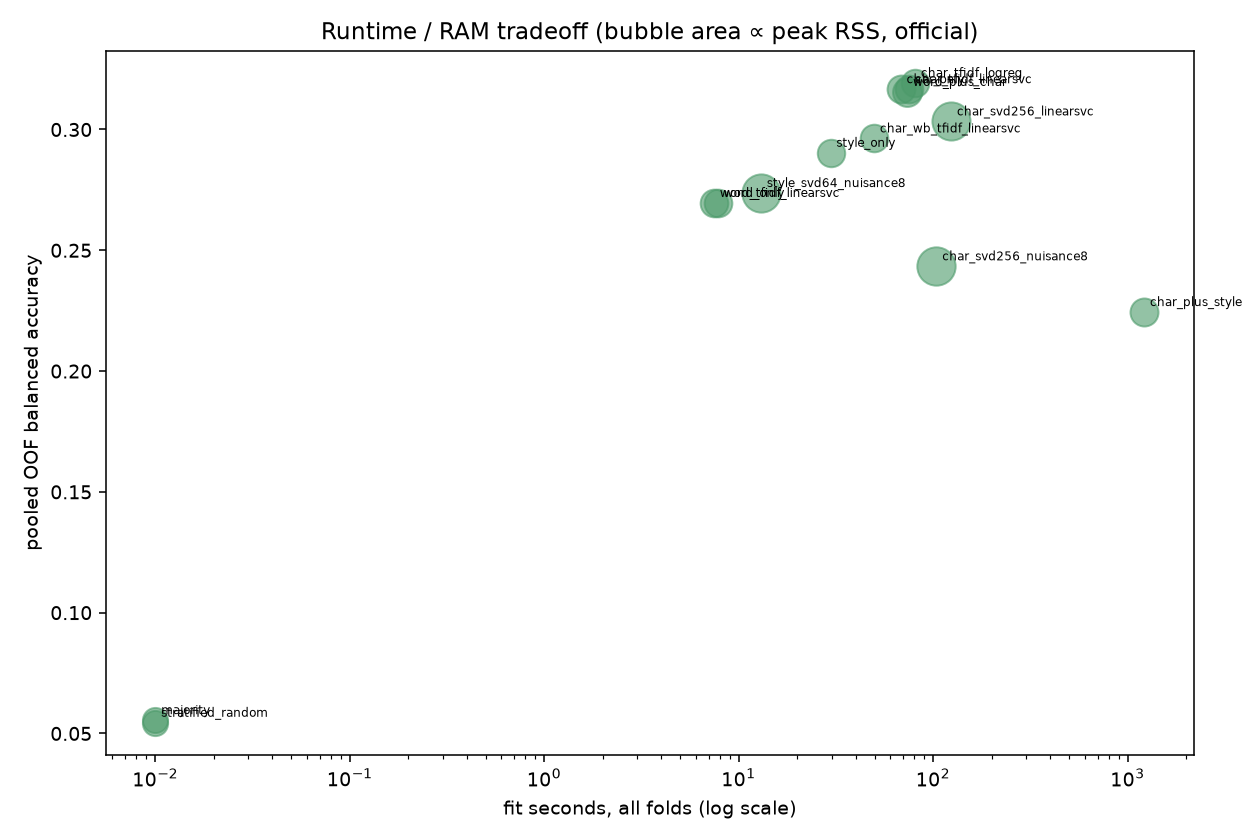 Runtime / RAM tradeoff (bubble area ∝ peak RSS, official)
char_tfidf_logreg
word_plus_char
char_svd256_linearsvc
char_wb_tfidf_linearsvc
style_only
style_svd64_nuisance8
word_tfidf_linearsvc
char_svd256_nuisance8
char_plus_style
majority
stratified_random
0.30
0.25
0.20
0.15
0.10
0.05
pooled OOF balanced accuracy
10⁻²
10⁻¹
10⁰
10¹
10²
10³
fit seconds, all folds (log scale)